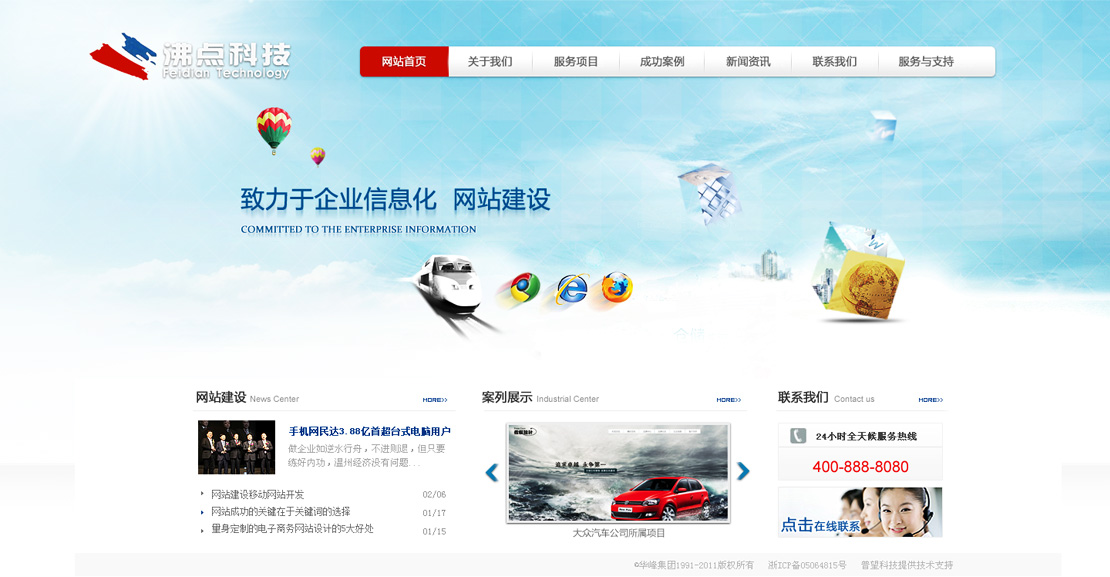 沸点科技
Feidian Technology
网站首页 关于我们 服务项目 成功案例 新闻资讯 联系我们 服务与支持
致力于企业信息化 网站建设
COMMITTED TO THE ENTERPRISE INFORMATION
网站建设 News Center MORE>>
手机网民达3.88亿首超台式电脑用户
做企业如逆水行舟，不进则退，但只要
练好内功，温州经济没有问题...
网站建设移动网站开发 02/06
网站成功的关键在于关键词的选择 01/17
量身定制的电子商务网站设计的5大好处 01/15
案列展示 Industrial Center MORE>>
大众汽车公司所属项目
联系我们 Contact us MORE>>
24小时全天候服务热线
400-888-8080
点击在线联系
©华峰集团1991-2011版权所有 浙ICP备05064815号 普望科技提供技术支持